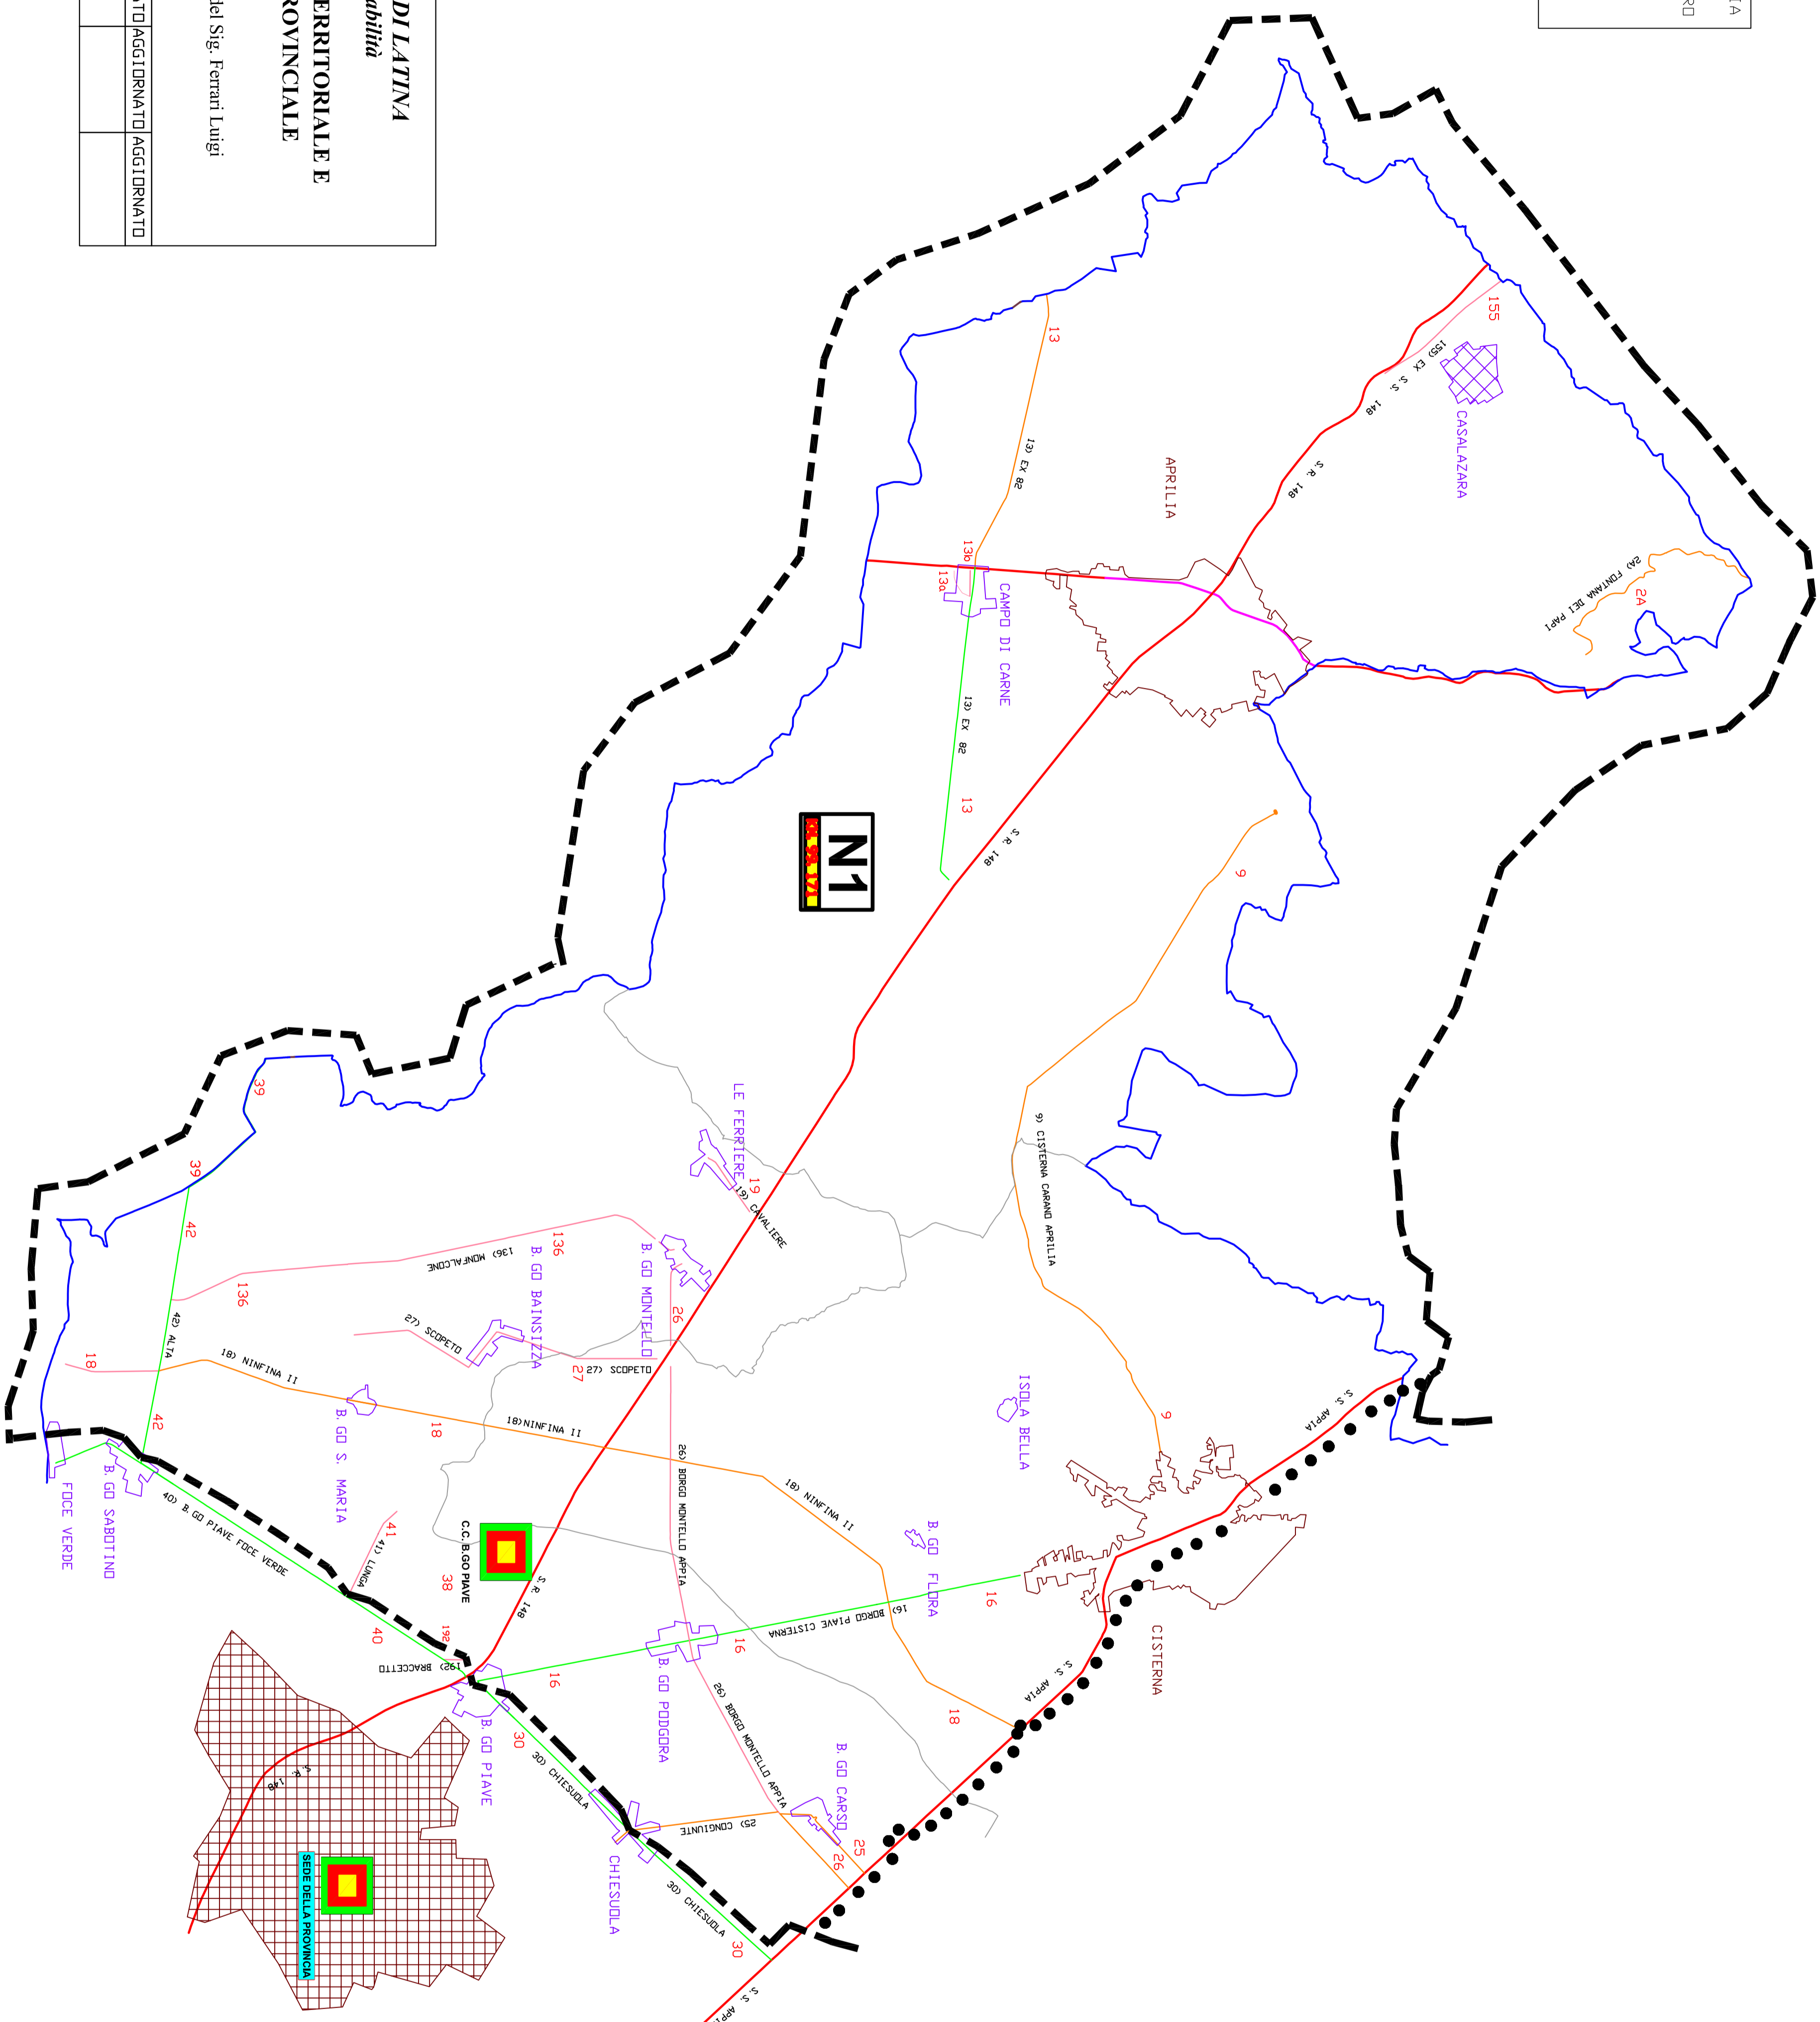 IA
RO
DI LATINA
abilità
ERRITORIALE E
ROVINCIALE
del Sig. Ferrari Luigi
TO
AGGIORNATO
AGGIORNATO
155
155) EX S. S. 148
CASALAZARA
S. R. 148
APRILIA
2A) FONTANA DEI PAPI
2A
13
13) EX 82
13b
13a
CAMPO DI CARNE
13) EX 82
13
S. R. 148
N1
KM. 99, 171
9
9) CISTERNA CARANO APRILIA
9
LE FERRIERE
19
19) CAVALIERE
39
39
42
42) ALTA
42
136
136) MONFALCONE
136
B. GO BAINSIZZA
B. GO MONTELLO
26
27) SCOPETO
27
27) SCOPETO
18
18) NINFINA II
B. GO S. MARIA
18
18)NINFINA II
26) BORGO MONTELLO APPIA
18) NINFINA II
ISOLA BELLA
S. S. APPIA
B. GO FLORA
16
CISTERNA
FOCE VERDE
B. GO SABOTINO
40) B. GO PIAVE FOCE VERDE
41
41) LUNGA
C.C. B.GO PIAVE
38
S. R. 148
40
192
192) BRACCETTO
16
16) BORGO PIAVE CISTERNA
16
B. GO PODGORA
26) BORGO MONTELLO APPIA
18
S. S. APPIA
B. GO PIAVE
30
30) CHIESUOLA
B. GO CARSO
25) CONGIUNTE
25
26
CHIESUOLA
30) CHIESUOLA
30
S. R. 148
SEDE DELLA PROVINCIA
S. S. APPI